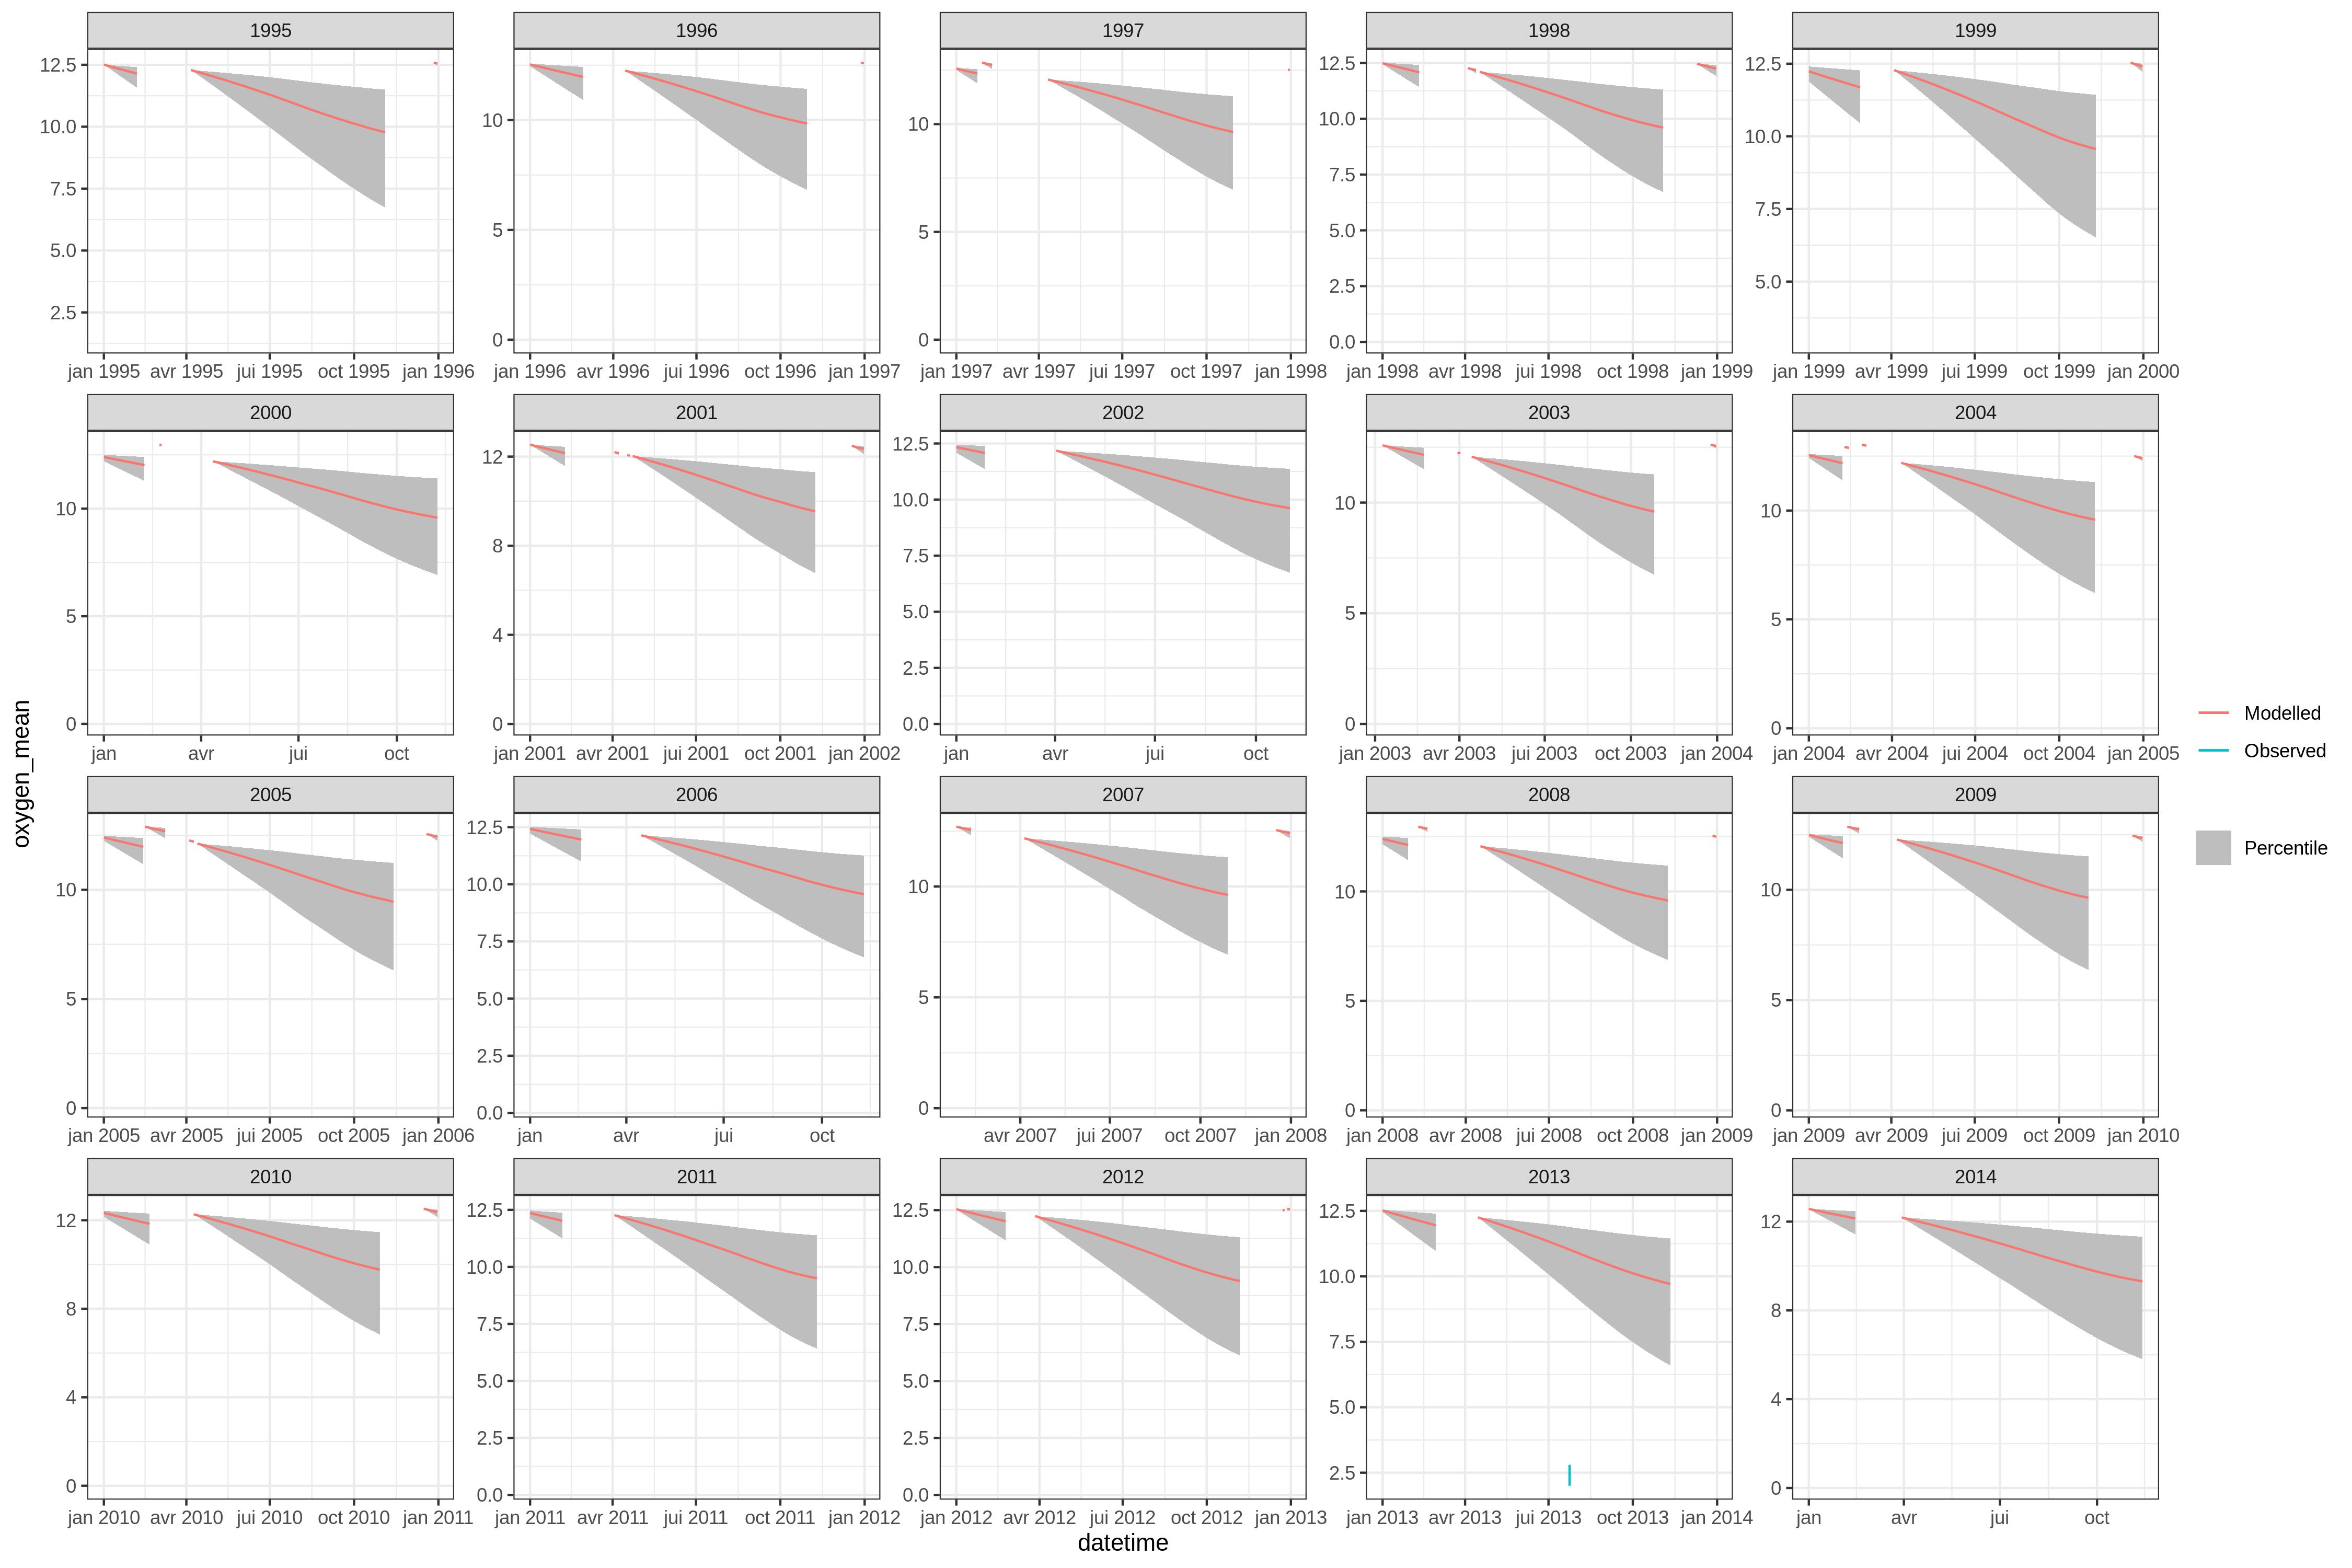 1995 1996 1997 1998 1999
12.5 10.0 7.5 5.0 2.5
10 5 0
10 5 0
12.5 10.0 7.5 5.0 2.5 0.0
12.5 10.0 7.5 5.0
jan 1995 avr 1995 jui 1995 oct 1995 jan 1996
jan 1996 avr 1996 jui 1996 oct 1996 jan 1997
jan 1997 avr 1997 jui 1997 oct 1997 jan 1998
jan 1998 avr 1998 jui 1998 oct 1998 jan 1999
jan 1999 avr 1999 jui 1999 oct 1999 jan 2000
2000 2001 2002 2003 2004
10 5 0
12 8 4 0
12.5 10.0 7.5 5.0 2.5 0.0
10 5 0
10 5 0
jan avr jui oct
jan 2001 avr 2001 jui 2001 oct 2001 jan 2002
jan avr jui oct
jan 2003 avr 2003 jui 2003 oct 2003 jan 2004
jan 2004 avr 2004 jui 2004 oct 2004 jan 2005
2005 2006 2007 2008 2009
10 5 0
12.5 10.0 7.5 5.0 2.5 0.0
10 5 0
10 5 0
10 5 0
jan 2005 avr 2005 jui 2005 oct 2005 jan 2006
jan avr jui oct
avr 2007 jui 2007 oct 2007 jan 2008
jan 2008 avr 2008 jui 2008 oct 2008 jan 2009
jan 2009 avr 2009 jui 2009 oct 2009 jan 2010
2010 2011 2012 2013 2014
12 8 4 0
12.5 10.0 7.5 5.0 2.5 0.0
12.5 10.0 7.5 5.0 2.5 0.0
12.5 10.0 7.5 5.0 2.5
12 8 4 0
jan 2010 avr 2010 jui 2010 oct 2010 jan 2011
jan 2011 avr 2011 jui 2011 oct 2011 jan 2012
jan 2012 avr 2012 jui 2012 oct 2012 jan 2013
jan 2013 avr 2013 jui 2013 oct 2013 jan 2014
jan avr jui oct
datetime
oxygen_mean
Modelled
Observed
Percentile